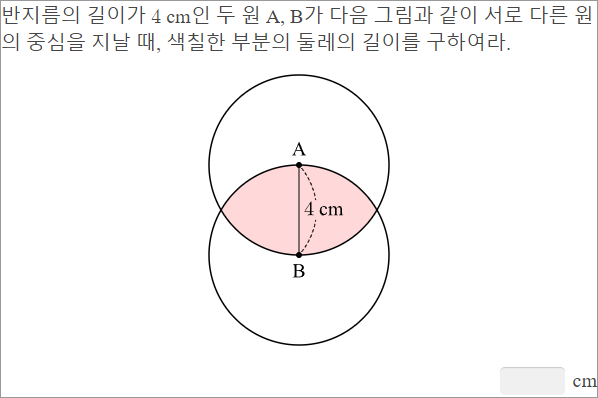 반지름의 길이가 4 cm인 두 원 A, B가 다음 그림과 같이 서로 다른 원
의 중심을 지날 때, 색칠한 부분의 둘레의 길이를 구하여라.
A
4 cm
B
cm